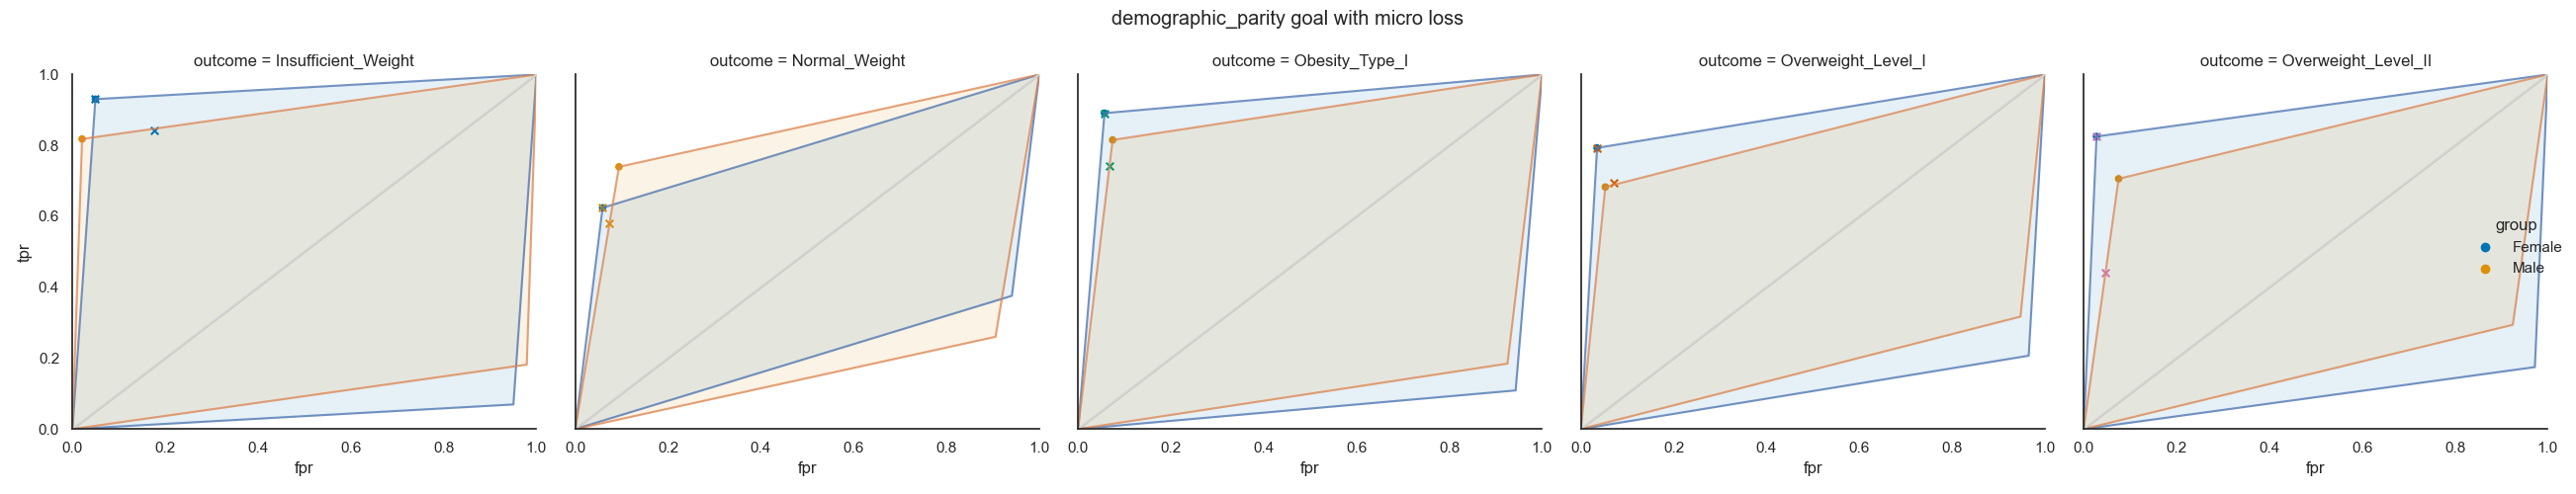 demographic_parity goal with micro loss
outcome = Insufficient_Weight
outcome = Normal_Weight
outcome = Obesity_Type_I
outcome = Overweight_Level_I
outcome = Overweight_Level_II
1.0
0.8
0.6
0.4
0.2
0.0
tpr
group
Female
Male
0.0 0.2 0.4 0.6 0.8 1.0
0.0 0.2 0.4 0.6 0.8 1.0
0.0 0.2 0.4 0.6 0.8 1.0
0.0 0.2 0.4 0.6 0.8 1.0
0.0 0.2 0.4 0.6 0.8 1.0
fpr
fpr
fpr
fpr
fpr